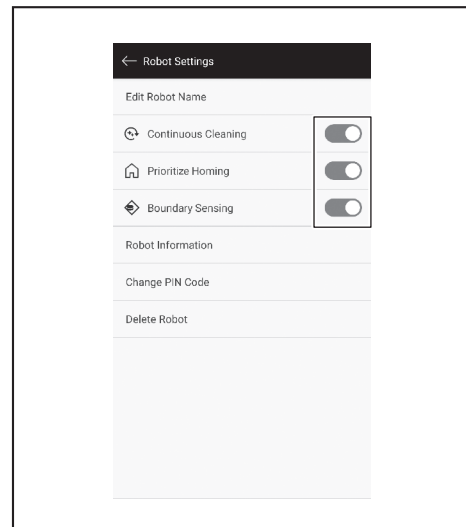 Robot Settings
Edit Robot Name
Continuous Cleaning
Prioritize Homing
Boundary Sensing
Robot Information
Change PIN Code
Delete Robot